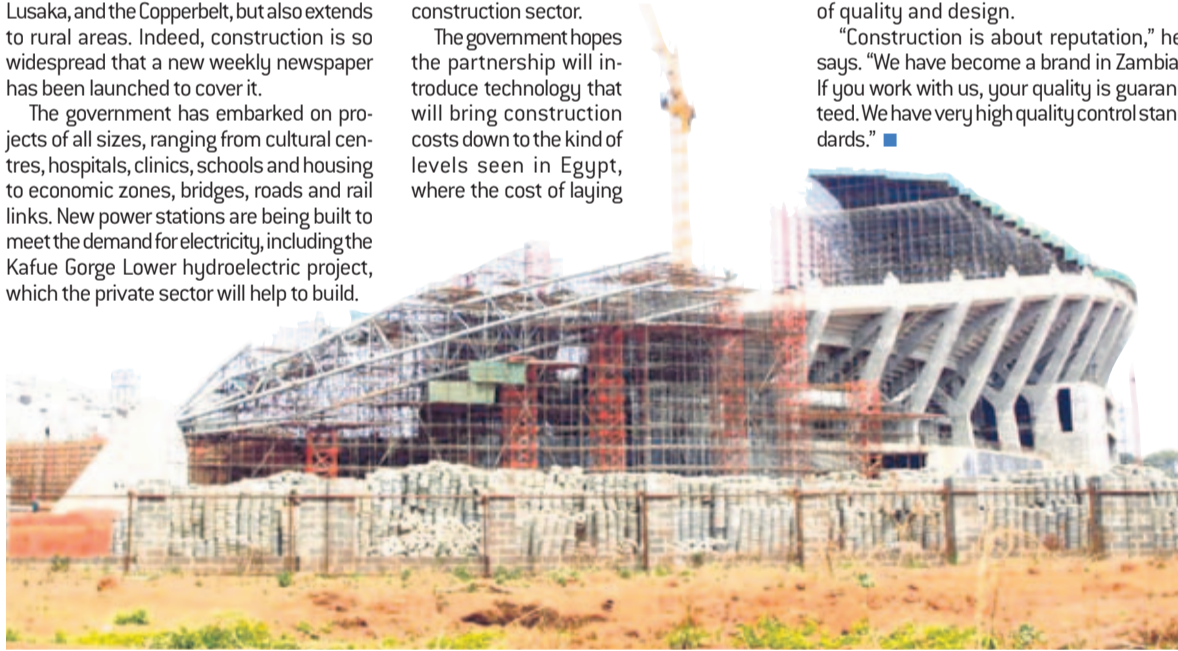 Lusaka, and the Copperbelt, but also extends
to rural areas. Indeed, construction is so
widespread that a new weekly newspaper
has been launched to cover it.
The government has embarked on pro-
jects of all sizes, ranging from cultural cen-
tres, hospitals, clinics, schools and housing
to economic zones, bridges, roads and rail
links. New power stations are being built to
meet the demand for electricity, including the
Kafue Gorge Lower hydroelectric project,
which the private sector will help to build.
construction sector.
The government hopes
the partnership will in-
troduce technology that
will bring construction
costs down to the kind of
levels seen in Egypt,
where the cost of laying
of quality and design.
“Construction is about reputation,” he
says. “We have become a brand in Zambia
If you work with us, your quality is guaran
teed. We have very high quality control stan
dards.” ■